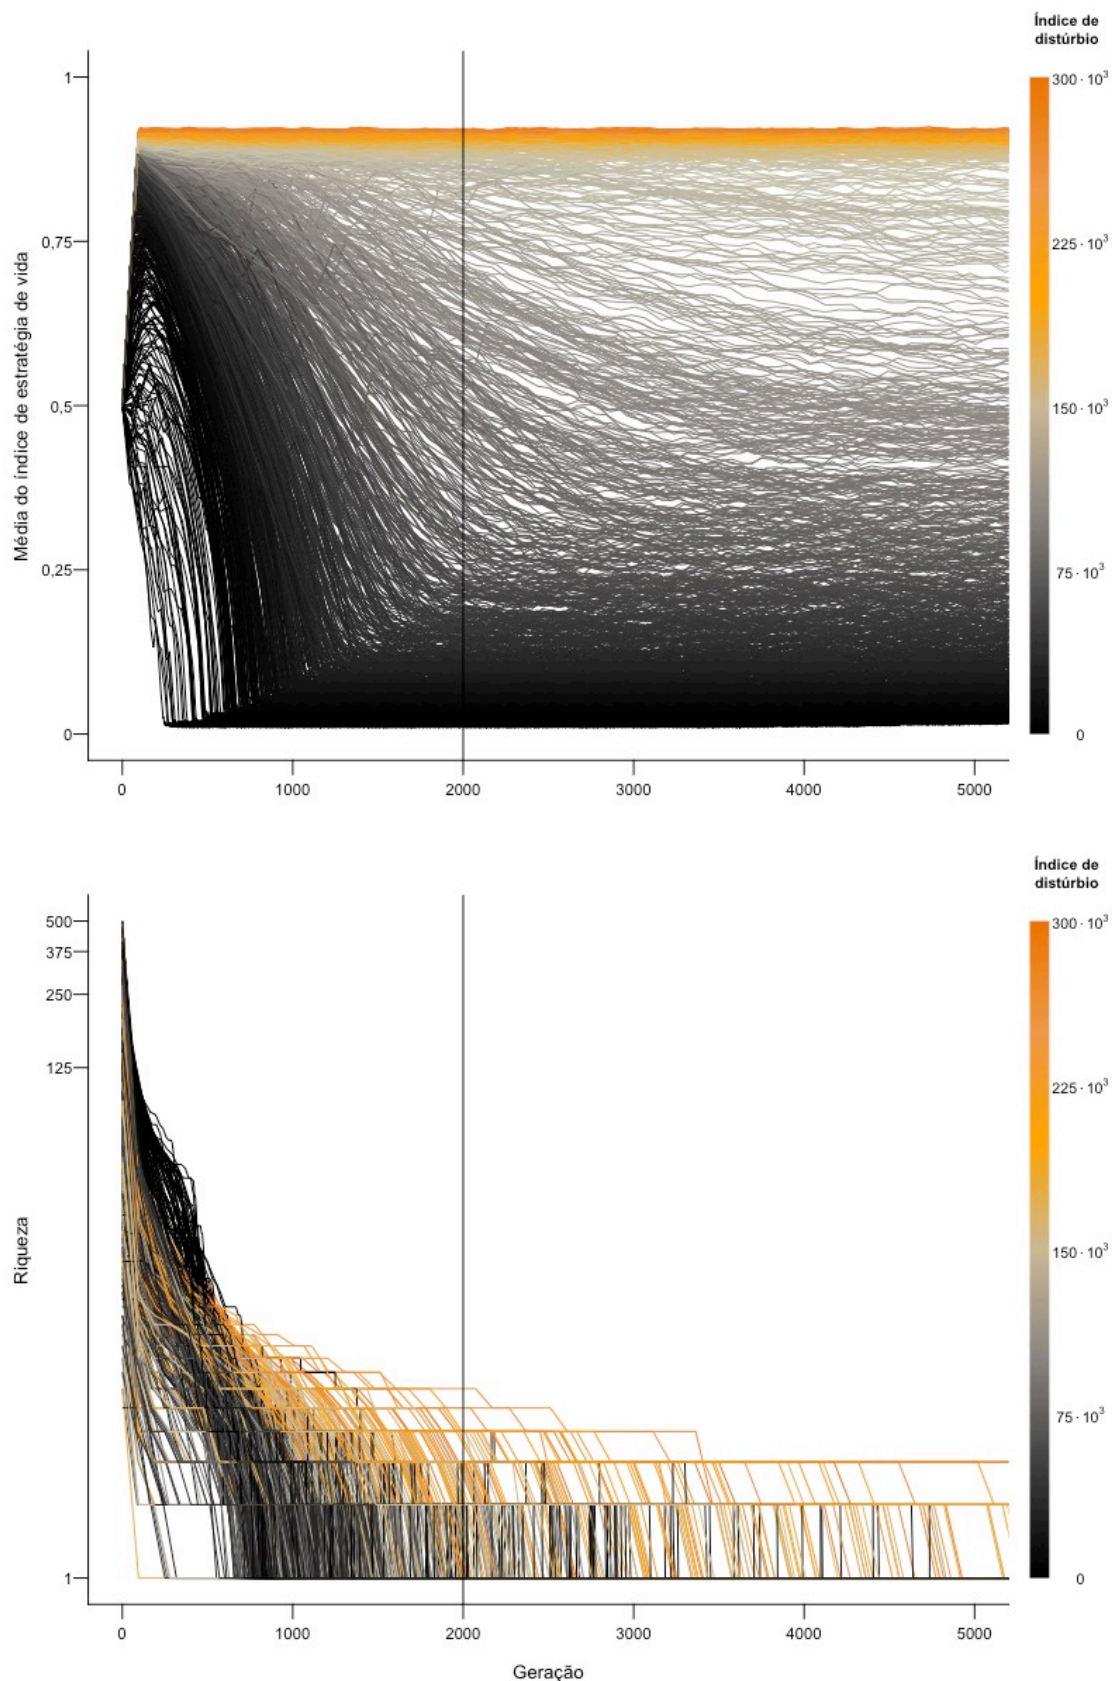 Índice de
distúrbio
300 · 10³
225 · 10³
150 · 10³
75 · 10³
0
Média do índice de estratégia de vida
1
0,75
0,5
0,25
0
0 1000 2000 3000 4000 5000
Índice de
distúrbio
300 · 10³
225 · 10³
150 · 10³
75 · 10³
0
Riqueza
500
375
250
125
1
0 1000 2000 3000 4000 5000
Geração